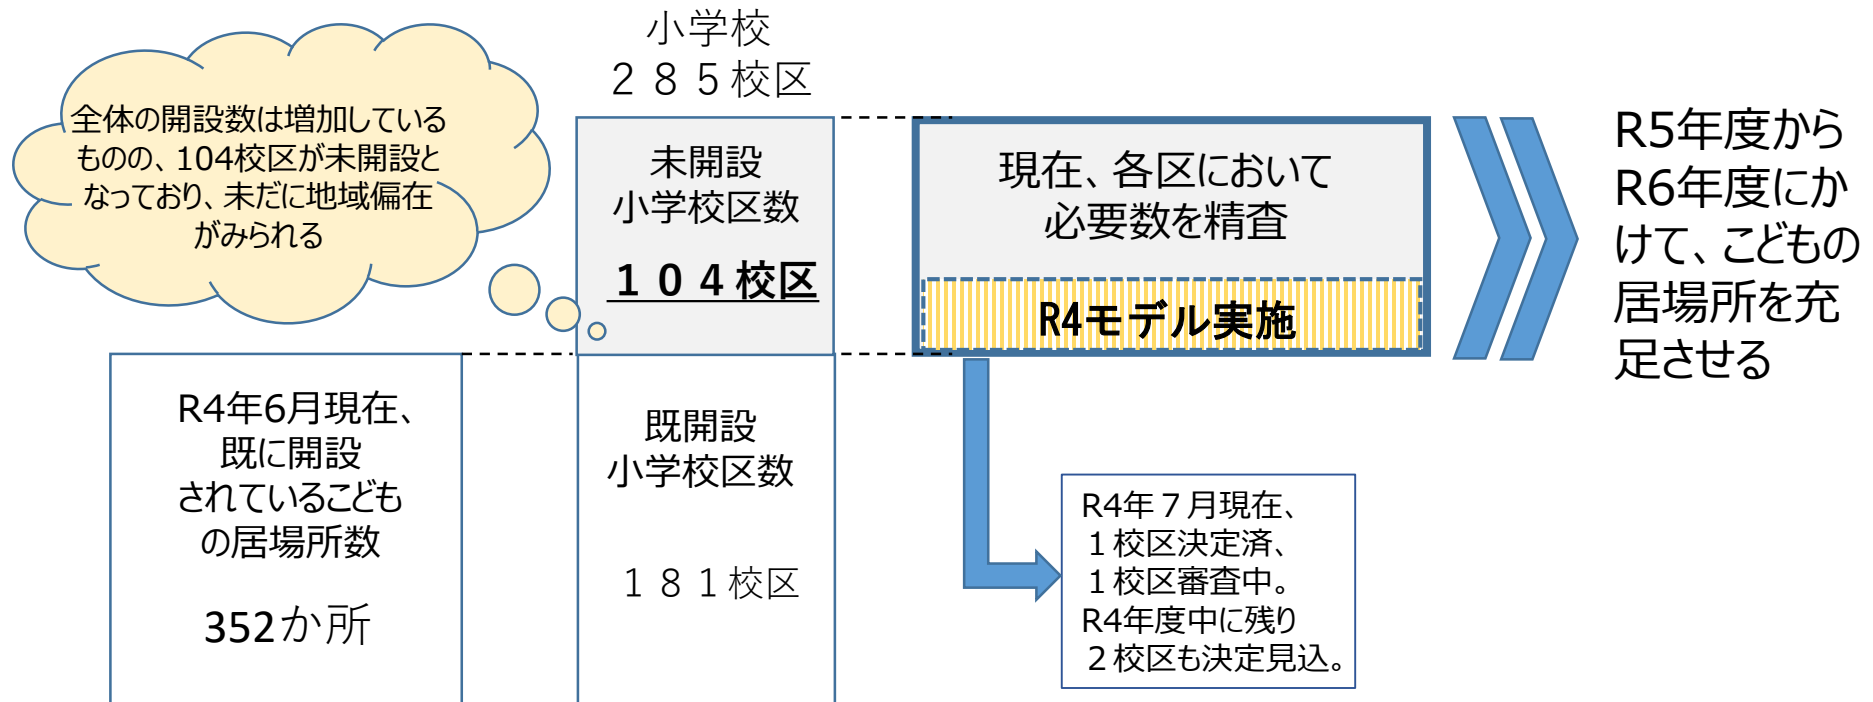 全体の開設数は増加している
ものの、104校区が未開設と
なっており、未だに地域偏在
がみられる
小学校
２８５校区
未開設
小学校区数
１０４校区
現在、各区において
必要数を精査
R4モデル実施
R5年度から
R6年度にか
けて、こどもの
居場所を充
足させる
R4年6月現在、
既に開設
されているこども
の居場所数
352か所
既開設
小学校区数
１８１校区
R4年７月現在、
１校区決定済、
１校区審査中。
R4年度中に残り
２校区も決定見込。